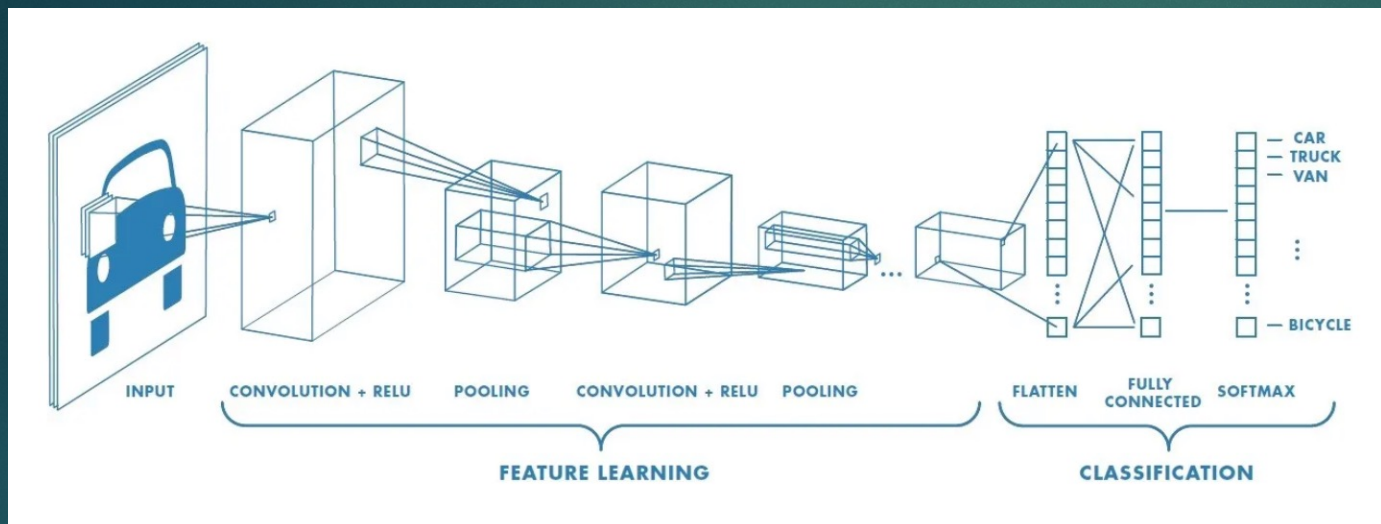 CAR
TRUCK
VAN
BICYCLE
INPUT
CONVOLUTION + RELU
POOLING
CONVOLUTION + RELU
POOLING
FLATTEN
FULLY
CONNECTED
SOFTMAX
FEATURE LEARNING
CLASSIFICATION